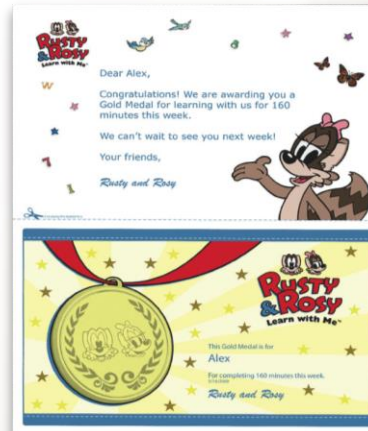 RUSTY
& ROSY
Learn with Me™
Dear Alex,
Congratulations! We are awarding you a
Gold Medal for learning with us for 160
minutes this week.
We can't wait to see you next week!
Your friends,
Rusty and Rosy
RUSTY
& ROSY
Learn with Me™
This Gold Medal is for
Alex
For completing 160 minutes this week.
Rusty and Rosy